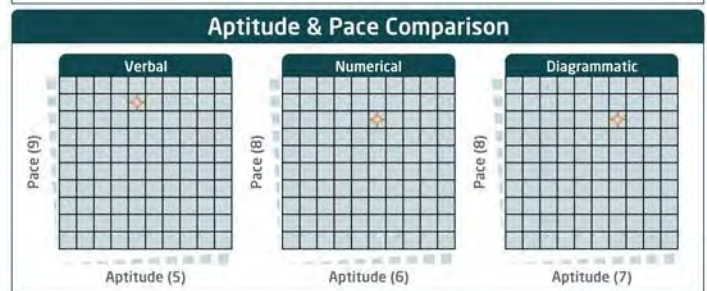 Aptitude & Pace Comparison
Verbal
Numerical
Diagrammatic
Pace (9)
Pace (8)
Pace (8)
Aptitude (5)
Aptitude (6)
Aptitude (7)